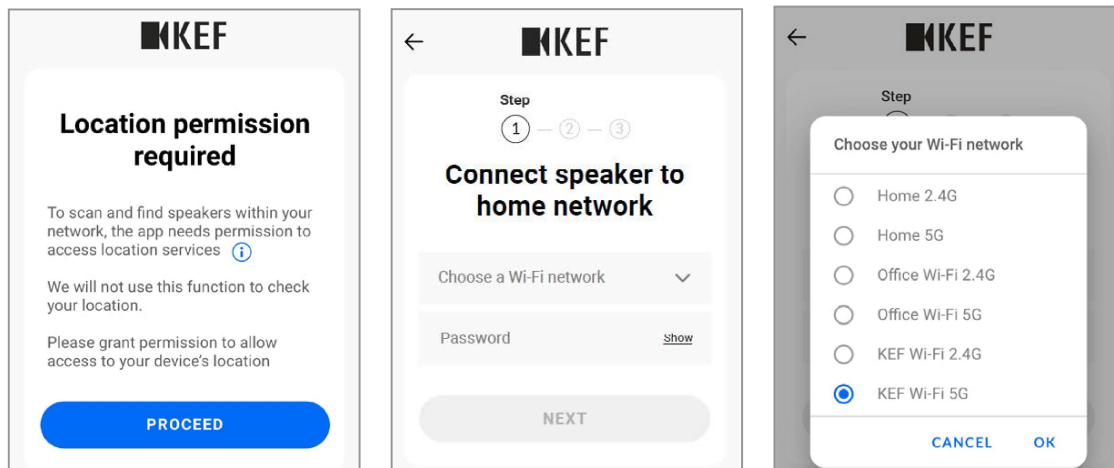 KEF
Location permission
required
To scan and find speakers within your
network, the app needs permission to
access location services
We will not use this function to check
your location.
Please grant permission to allow
access to your device's location
PROCEED
KEF
Step
1 2 3
Connect speaker to
home network
Choose a Wi-Fi network
Password Show
NEXT
KEF
Step
Choose your Wi-Fi network
Home 2.4G
Home 5G
Office Wi-Fi 2.4G
Office Wi-Fi 5G
KEF Wi-Fi 2.4G
KEF Wi-Fi 5G
CANCEL OK